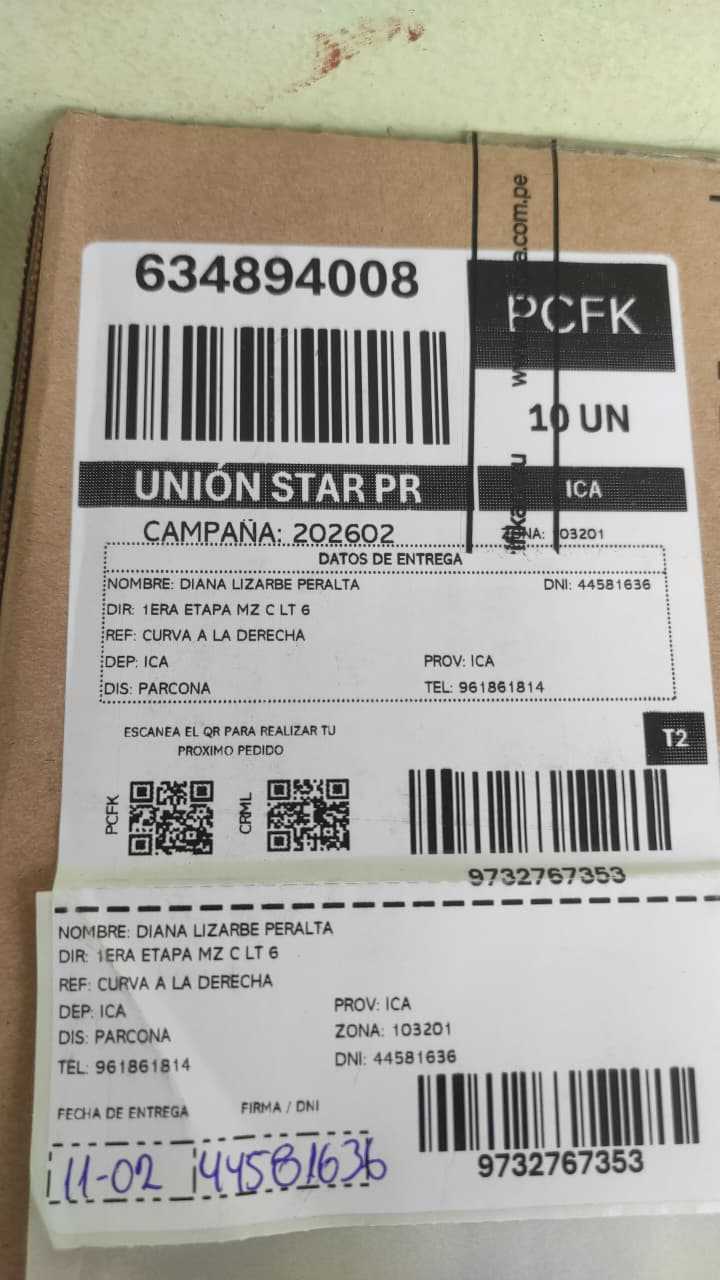 634894008
PCFK
10 UN
UNIÓN STAR PR
ICA
CAMPAÑA: 202602
ZONA: 103201
DATOS DE ENTREGA
NOMBRE: DIANA LIZARBE PERALTA DNI: 44581636
DIR: 1ERA ETAPA MZ C LT 6
REF: CURVA A LA DERECHA
DEP: ICA PROV: ICA
DIS: PARCONA TEL: 961861814
ESCANEA EL QR PARA REALIZAR TU
PROXIMO PEDIDO
T2
PCFK
CRML
9732767353
NOMBRE: DIANA LIZARBE PERALTA
DIR: 1ERA ETAPA MZ C LT 6
REF: CURVA A LA DERECHA
DEP: ICA PROV: ICA
DIS: PARCONA ZONA: 103201
TEL: 961861814 DNI: 44581636
FECHA DE ENTREGA FIRMA / DNI
11-02 44581636
9732767353